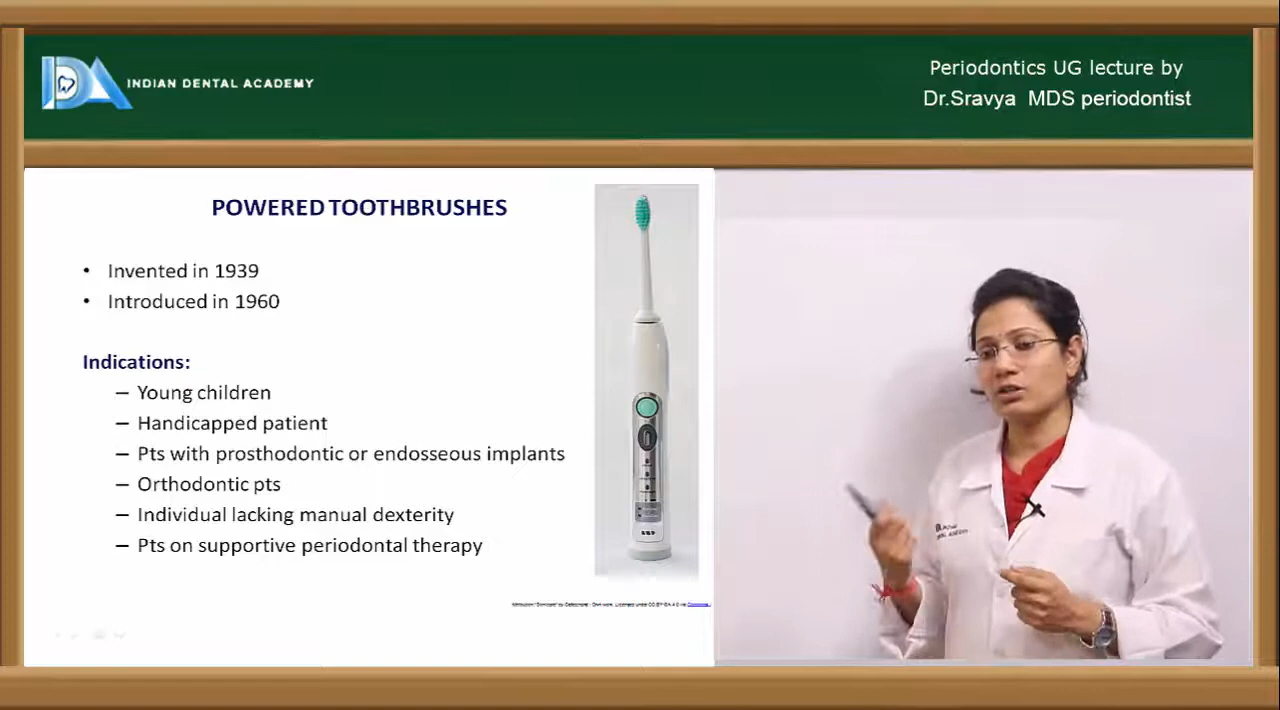 INDIAN DENTAL ACADEMY
Periodontics UG lecture by
Dr.Sravya MDS periodontist
POWERED TOOTHBRUSHES
• Invented in 1939
• Introduced in 1960
Indications:
– Young children
– Handicapped patient
– Pts with prosthodontic or endosseous implants
– Orthodontic pts
– Individual lacking manual dexterity
– Pts on supportive periodontal therapy